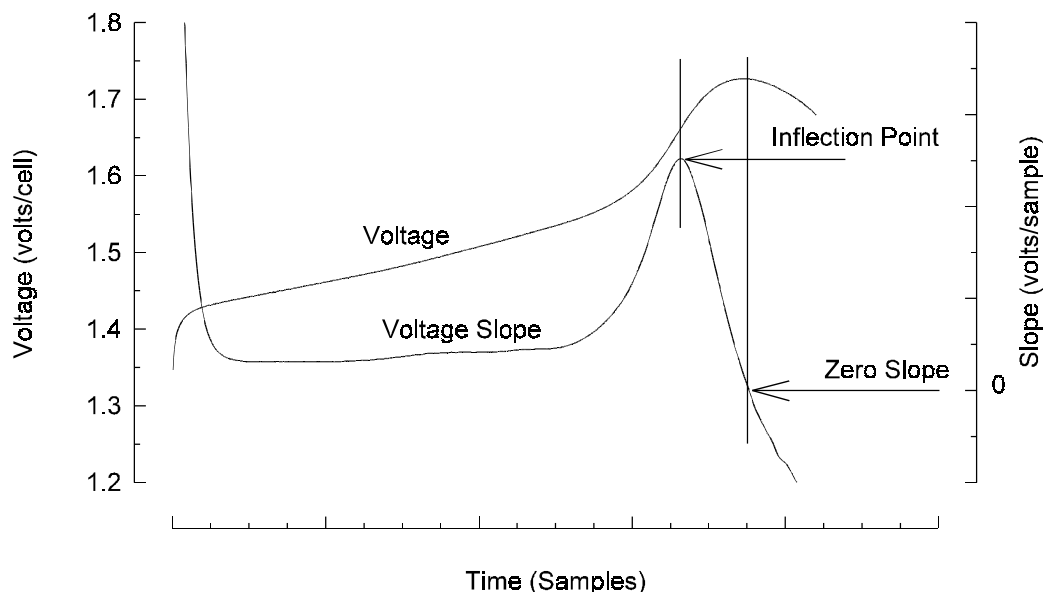 1.8
1.7
1.6
1.5
1.4
1.3
1.2
Voltage (volts/cell)
Voltage
Voltage Slope
Inflection Point
Zero Slope
0
Slope (volts/sample)
Time (Samples)